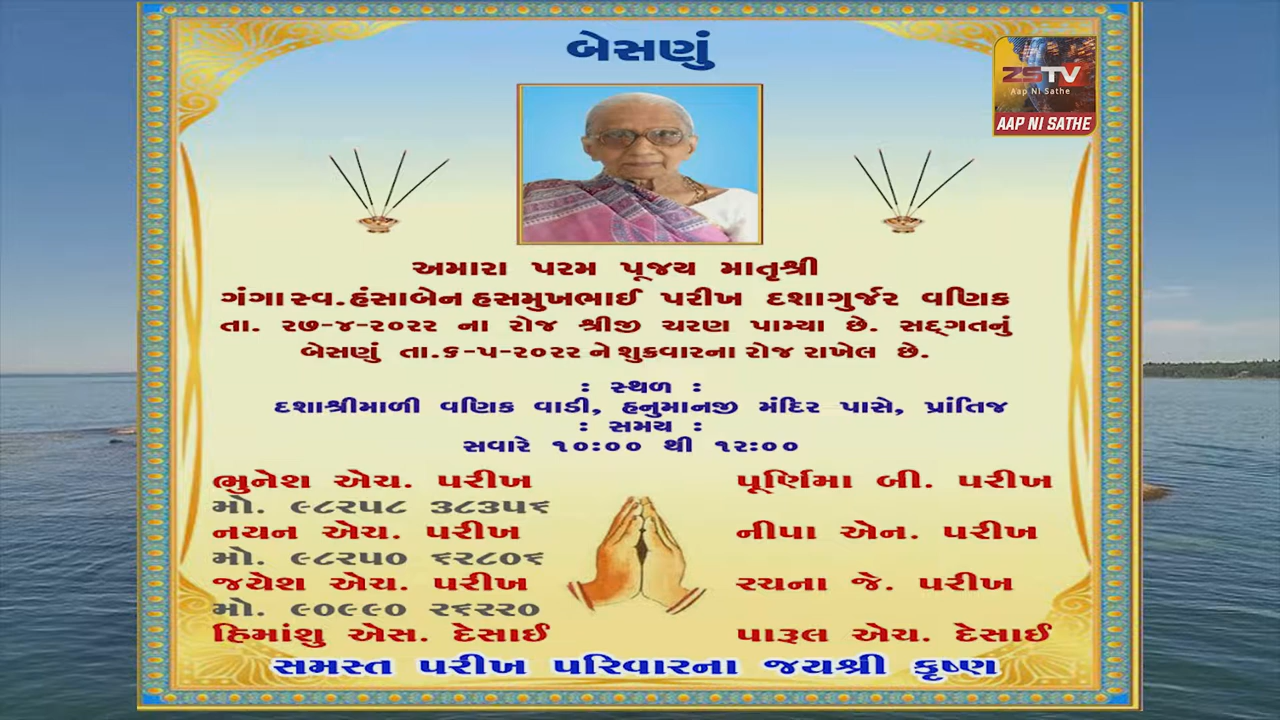 બેસણું
ZSTV
Aap Ni Sathe
AAP NI SATHE
અમારા પરમ પૂજય માતૃશ્રી
ગંગાસ્વ.હંસાબેન હસમુખભાઈ પરીખ દશાગુર્જર વણિક
તા. ૨૭-૪-૨૦૨૨ ના રોજ શ્રીજી ચરણ પામ્યા છે. સદ્ગતનું
બેસણું તા.૬-૫-૨૦૨૨ ને શુક્રવારના રોજ રાખેલ છે.
: સ્થળ :
દશાશ્રીમાળી વણિક વાડી, હનુમાનજી મંદિર પાસે, પ્રાંતિજ
: સમય :
સવારે ૧૦:૦૦ થી ૧૨:૦૦
ભુનેશ એચ. પરીખ
મો. ૯૮૨૫૮ ૩૮૩૫૬
નયન એચ. પરીખ
મો. ૯૮૨૫૦ ૬૨૮૦૬
જયેશ એચ. પરીખ
મો. ૯૦૯૯૦ ૨૬૨૨૦
હિમાંશુ એસ. દેસાઈ
પૂર્ણિમા બી. પરીખ
નીપા એન. પરીખ
રચના જે. પરીખ
પારૂલ એચ. દેસાઈ
સમસ્ત પરીખ પરિવારના જયશ્રી કૃષ્ણ